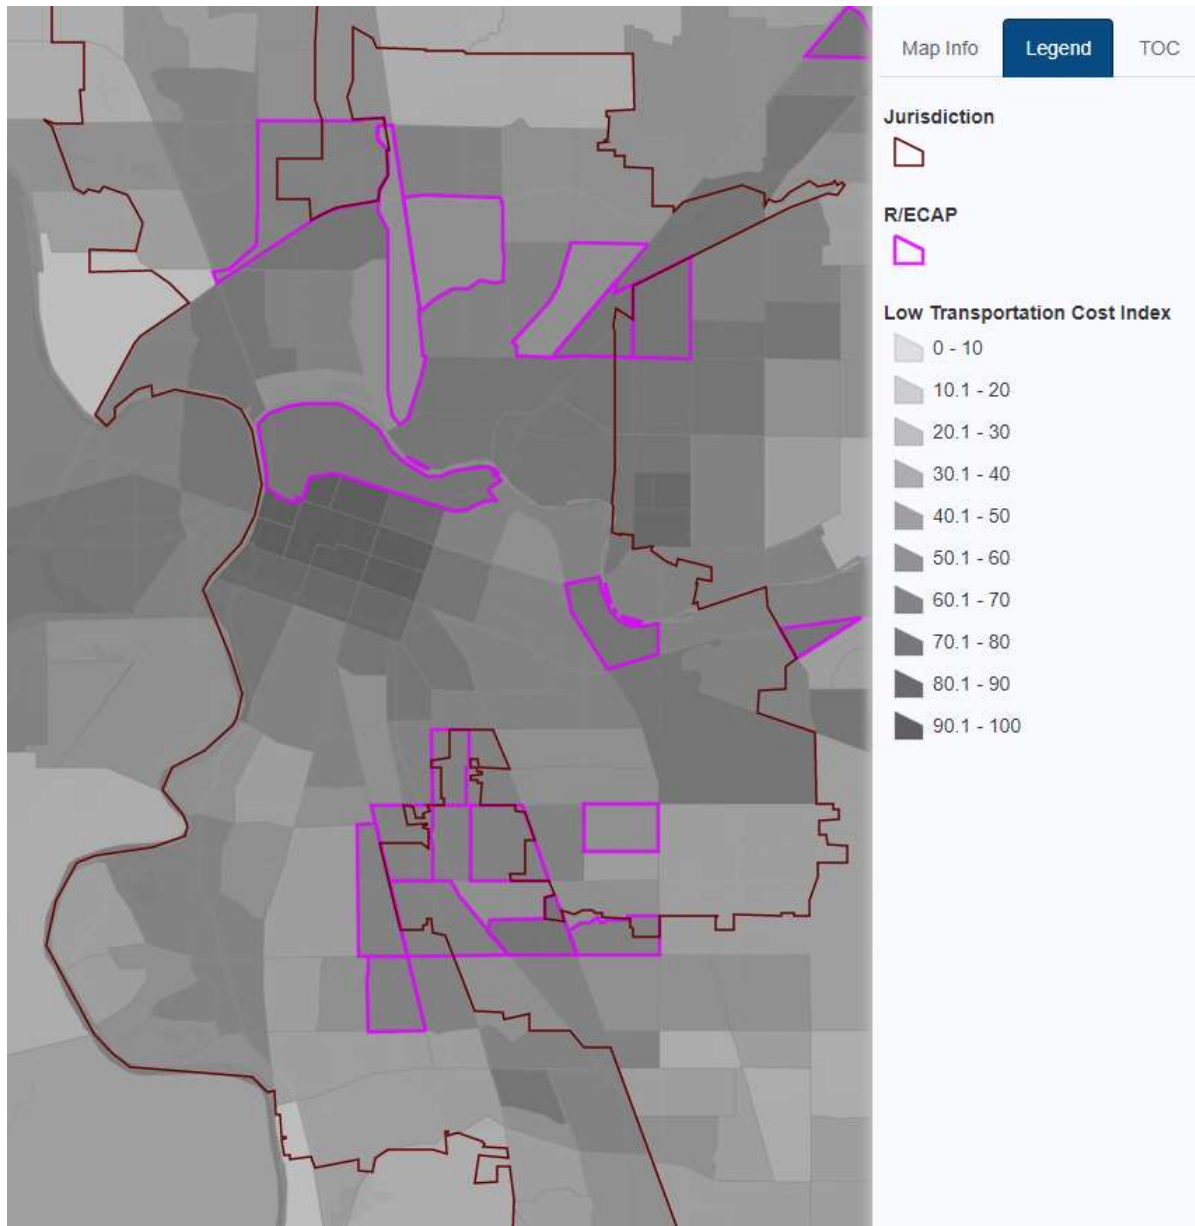 Map Info Legend TOC
Jurisdiction
R/ECAP
Low Transportation Cost Index
0 - 10
10.1 - 20
20.1 - 30
30.1 - 40
40.1 - 50
50.1 - 60
60.1 - 70
70.1 - 80
80.1 - 90
90.1 - 100